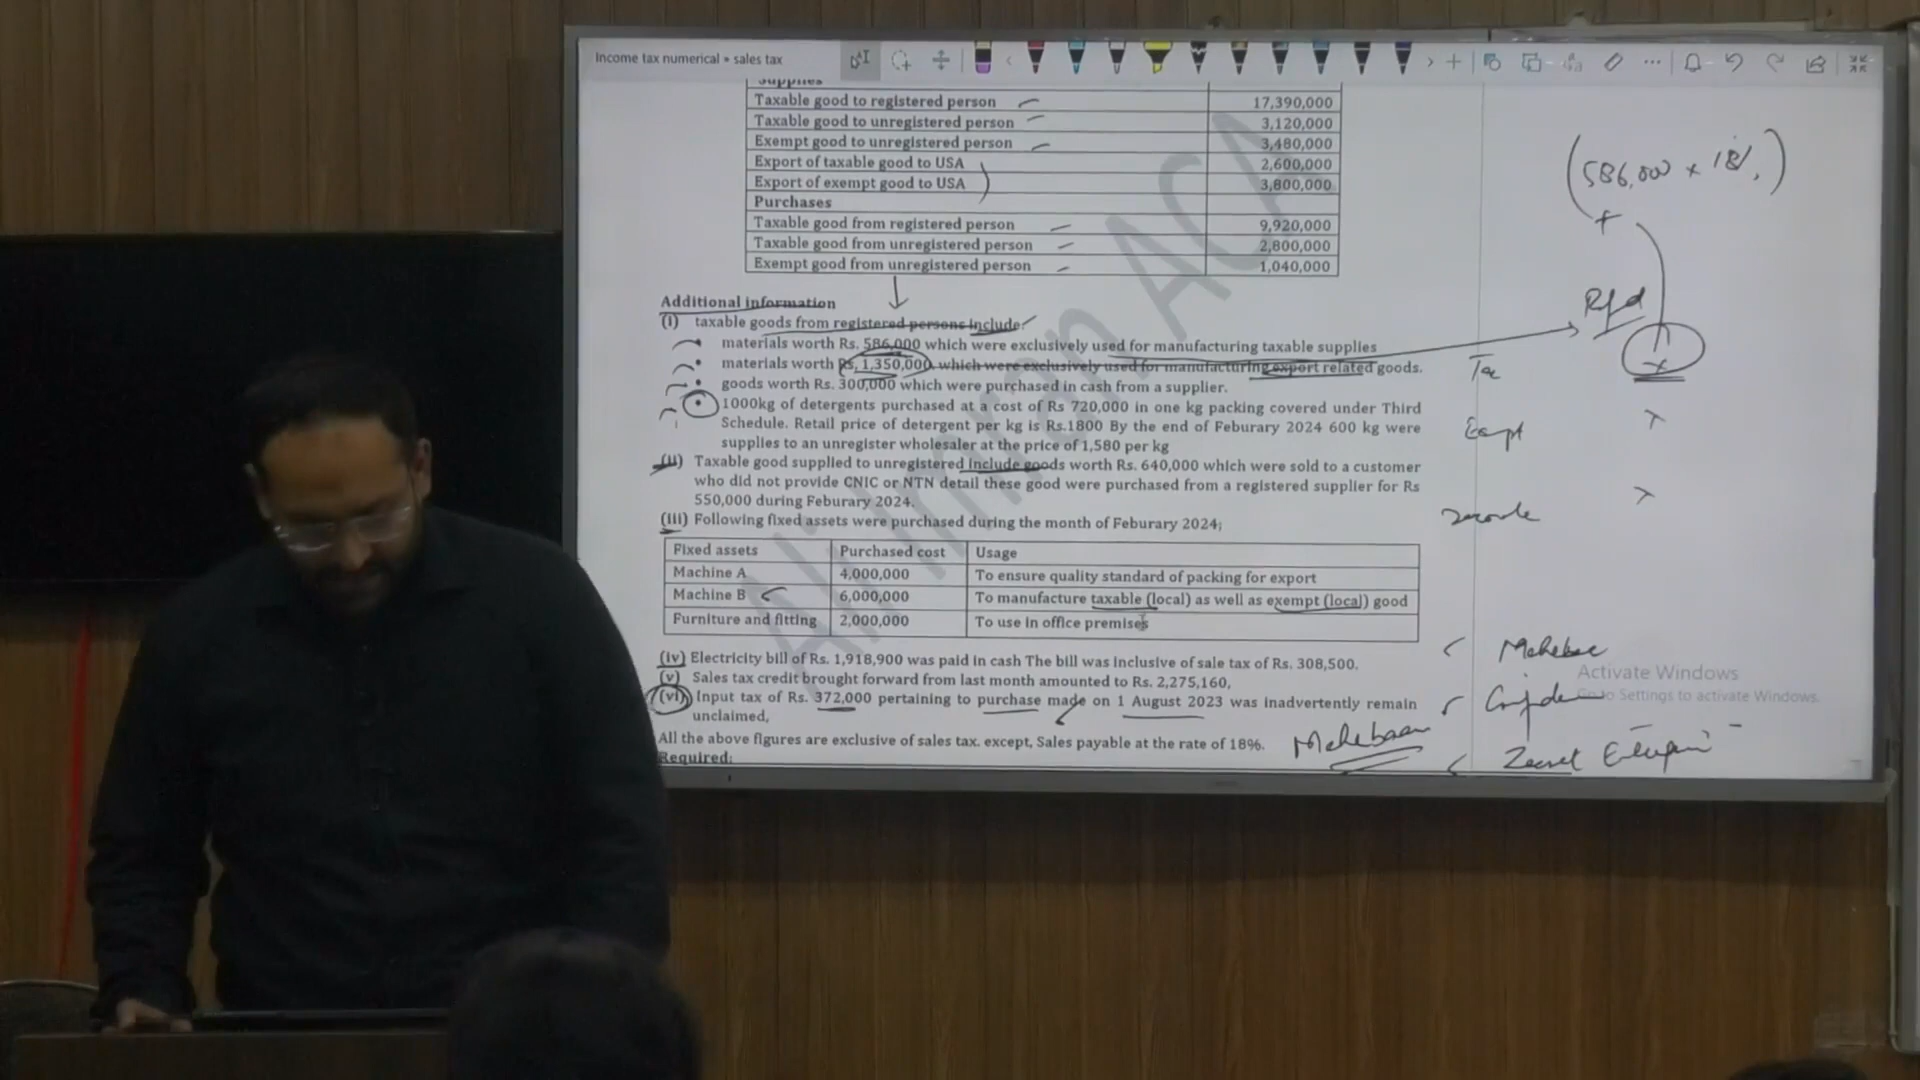 Income tax numerical + sales tax
Supplies
Taxable good to registered person 17,390,000
Taxable good to unregistered person 3,120,000
Exempt good to unregistered person 3,480,000
Export of taxable good to USA 2,600,000
Export of exempt good to USA 3,800,000
Purchases
Taxable good from registered person 9,920,000
Taxable good from unregistered person 2,800,000
Exempt good from unregistered person 1,040,000
Additional information
(i) taxable goods from registered persons include:
• materials worth Rs. 586,000 which were exclusively used for manufacturing taxable supplies
• materials worth Rs. 1,350,000 which were exclusively used for manufacturing export related goods.
• goods worth Rs. 300,000 which were purchased in cash from a supplier.
• 1000kg of detergents purchased at a cost of Rs 720,000 in one kg packing covered under Third
Schedule. Retail price of detergent per kg is Rs.1800 By the end of Feburary 2024 600 kg were
supplies to an unregister wholesaler at the price of 1,580 per kg
(ii) Taxable good supplied to unregistered include goods worth Rs. 640,000 which were sold to a customer
who did not provide CNIC or NTN detail these good were purchased from a registered supplier for Rs
550,000 during Feburary 2024.
(iii) Following fixed assets were purchased during the month of Feburary 2024;
Fixed assets Purchased cost Usage
Machine A 4,000,000 To ensure quality standard of packing for export
Machine B 6,000,000 To manufacture taxable (local) as well as exempt (local) good
Furniture and fitting 2,000,000 To use in office premises
(iv) Electricity bill of Rs. 1,918,900 was paid in cash The bill was inclusive of sale tax of Rs. 308,500.
(v) Sales tax credit brought forward from last month amounted to Rs. 2,275,160,
(vi) Input tax of Rs. 372,000 pertaining to purchase made on 1 August 2023 was inadvertently remain
unclaimed,
All the above figures are exclusive of sales tax. except, Sales payable at the rate of 18%.
Required:
Ali Imran ACA
(586,000 x 18%)
+
Activate Windows
Go to Settings to activate Windows.